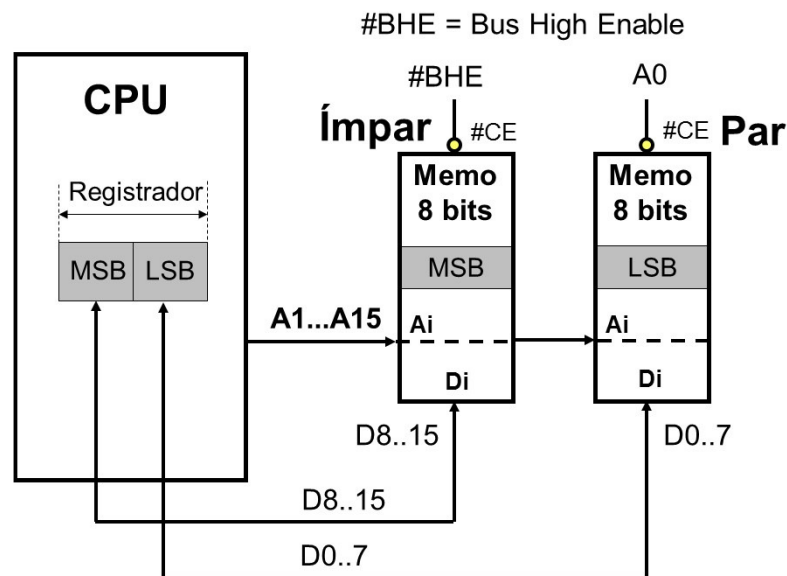 #BHE = Bus High Enable
#BHE
A0
CPU
Ímpar
#CE
#CE
Par
Registrador
MSB
LSB
Memo
8 bits
MSB
Memo
8 bits
LSB
A1...A15
Ai
Di
Ai
Di
D8..15
D0..7
D8..15
D0..7